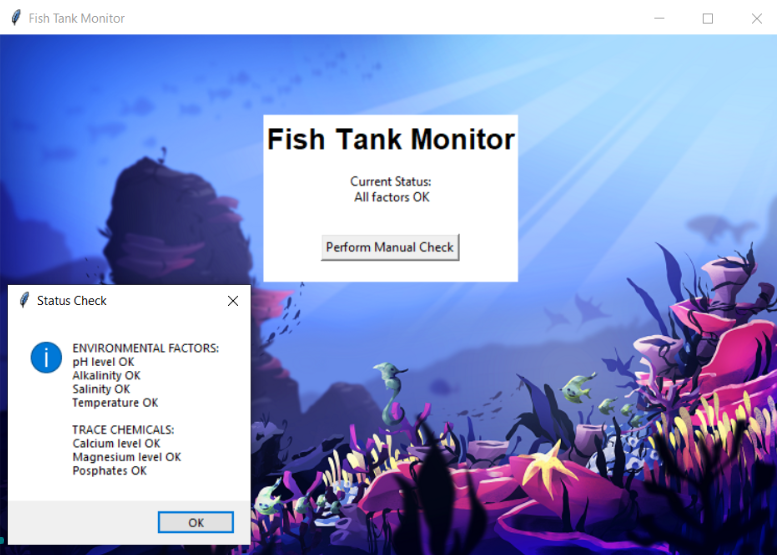 Fish Tank Monitor
Fish Tank Monitor
Current Status:
All factors OK
Perform Manual Check
Status Check
ENVIRONMENTAL FACTORS:
pH level OK
Alkalinity OK
Salinity OK
Temperature OK
TRACE CHEMICALS:
Calcium level OK
Magnesium level OK
Posphates OK
OK